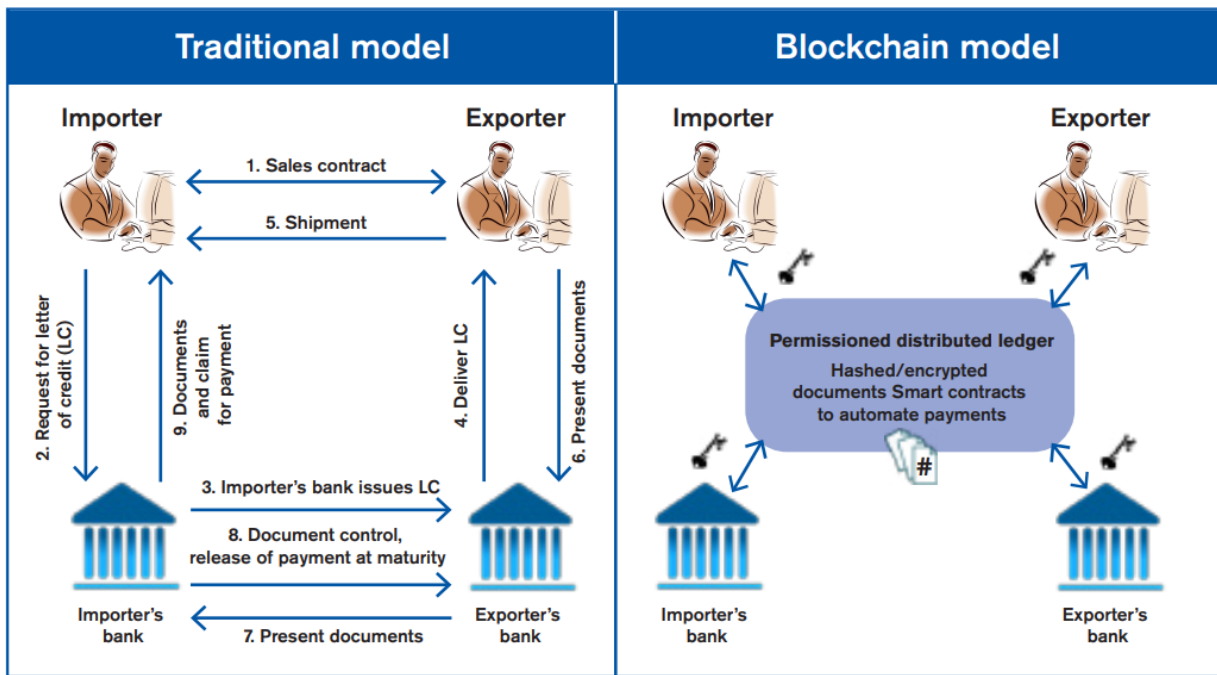 Traditional model
Blockchain model
Importer
Exporter
1. Sales contract
5. Shipment
2. Request for letter
of credit (LC)
9. Documents
and claim
for payment
4. Deliver LC
6. Present documents
3. Importer's bank issues LC
8. Document control,
release of payment at maturity
7. Present documents
Importer's
bank
Exporter's
bank
Importer
Exporter
Permissioned distributed ledger
Hashed/encrypted
documents Smart contracts
to automate payments
#
Importer's
bank
Exporter's
bank